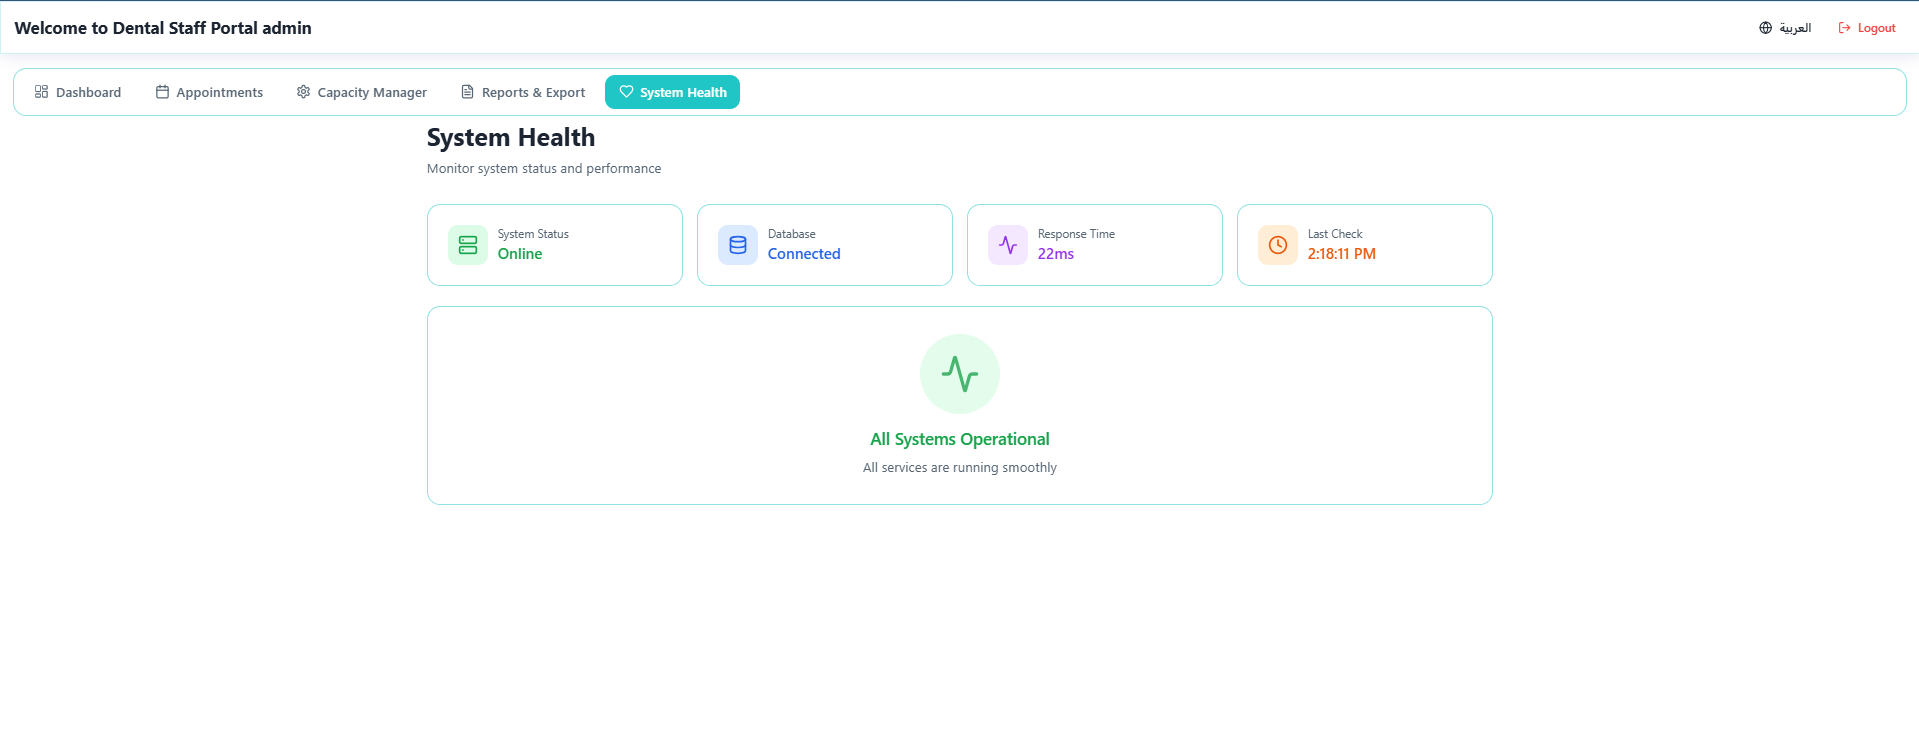 Welcome to Dental Staff Portal admin
العربية
Logout
Dashboard
Appointments
Capacity Manager
Reports & Export
System Health
System Health
Monitor system status and performance
System Status
Online
Database
Connected
Response Time
22ms
Last Check
2:18:11 PM
All Systems Operational
All services are running smoothly